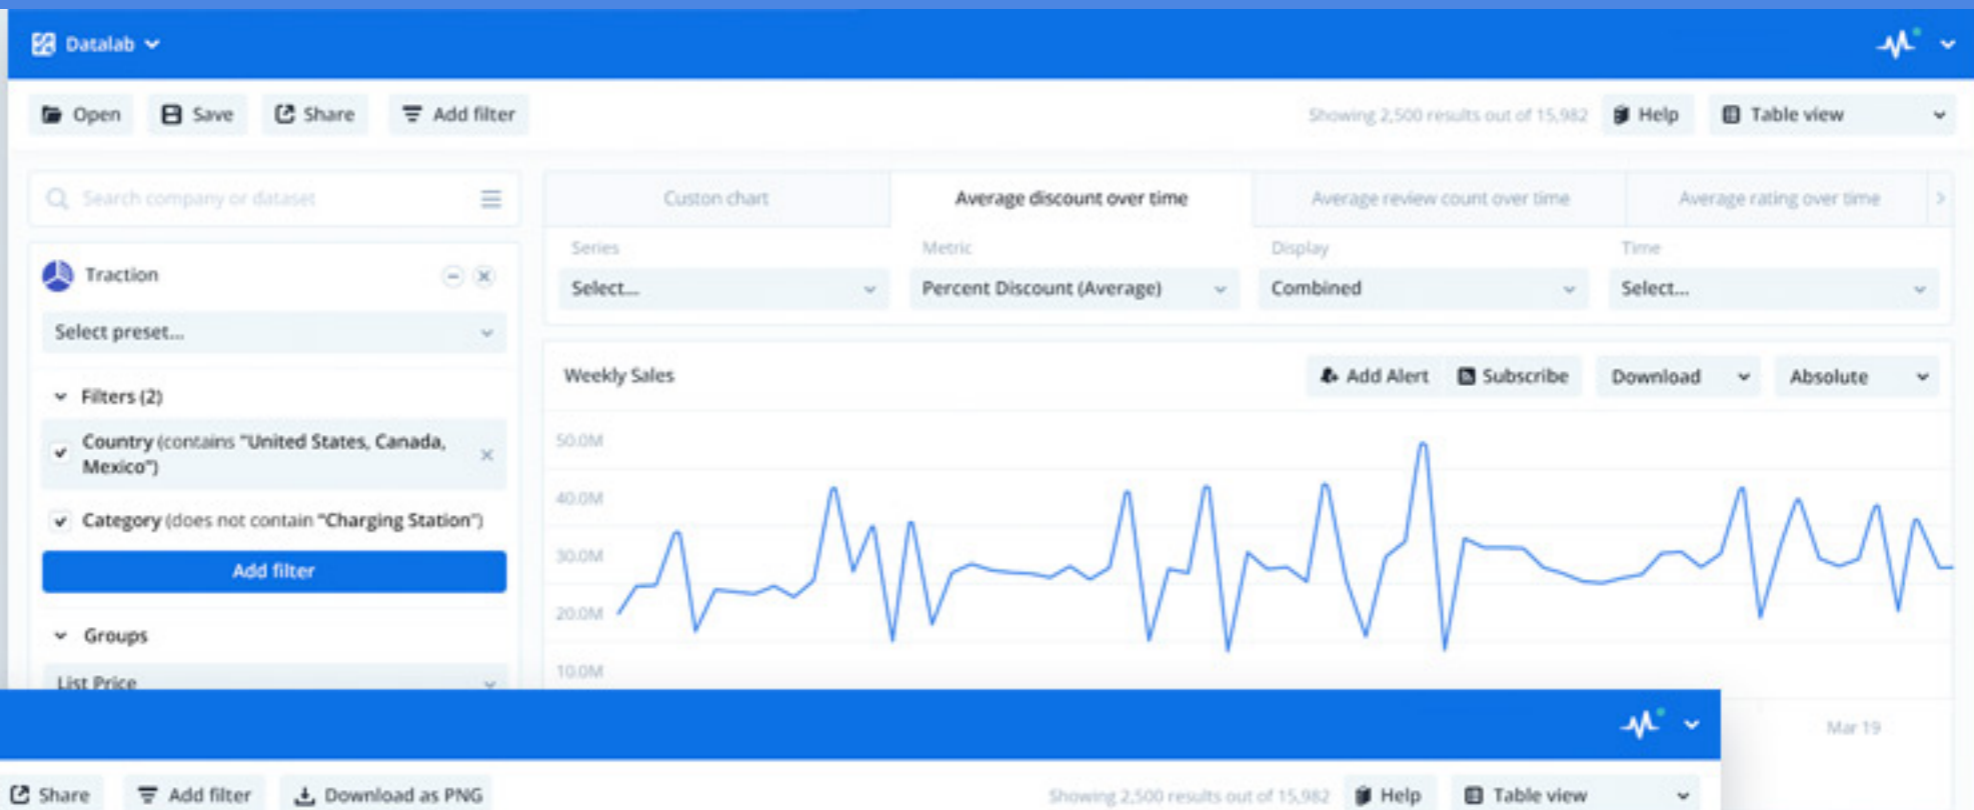 Datalab
Open Save Share Add filter Showing 2,500 results out of 15,982 Help Table view
Search company or dataset
Custon chart Average discount over time Average review count over time Average rating over time
Series Metric Display Time
Traction
Select... Percent Discount (Average) Combined Select...
Select preset...
Weekly Sales Add Alert Subscribe Download Absolute
Filters (2)
Country (contains "United States, Canada,
Mexico")
Category (does not contain "Charging Station")
Add filter
Groups
List Price
50.0M
40.0M
30.0M
20.0M
10.0M
Mar 19
Share Add filter Download as PNG Showing 2,500 results out of 15,982 Help Table view